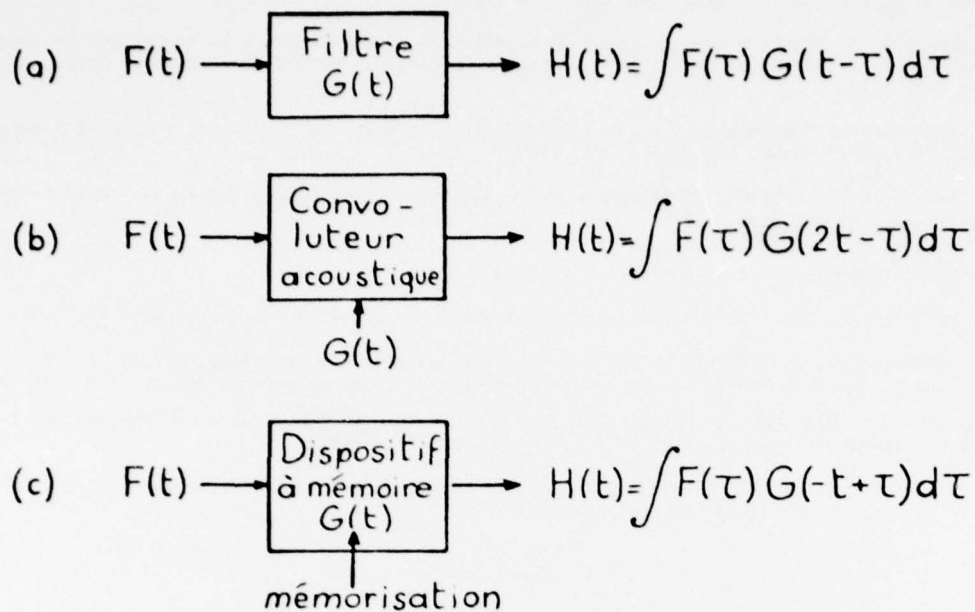 (a) F(t) Filtre G(t) H(t)=∫F(τ) G(t-τ)dτ
(b) F(t) Convo-
luteur
acoustique H(t)=∫F(τ) G(2t-τ)dτ
G(t)
(c) F(t) Dispositif
à mémoire
G(t) H(t)=∫F(τ) G(-t+τ)dτ
mémorisation